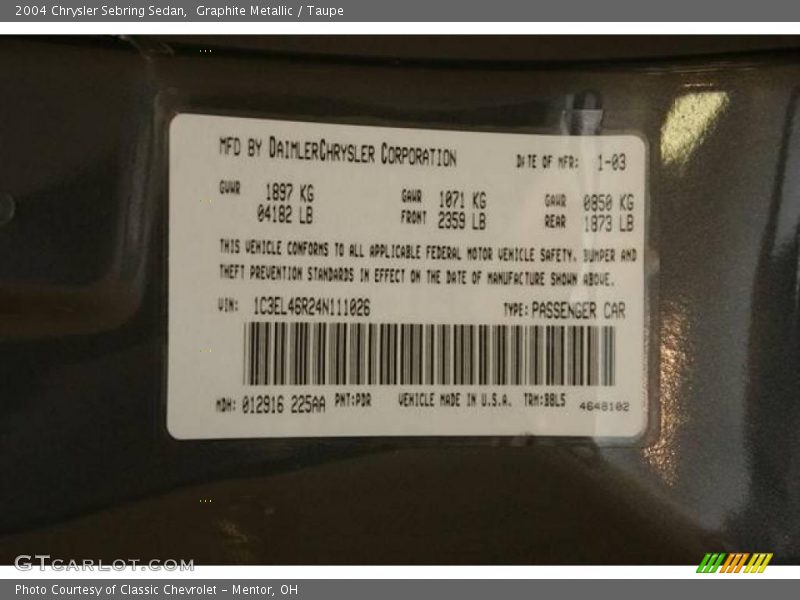 2004 Chrysler Sebring Sedan,  Graphite Metallic / Taupe
MFD BY DAIMLERCHRYSLER CORPORATION DATE OF MFR: 1-03
GVWR 1897 KG GAWR 1071 KG GAWR 0850 KG
04182 LB FRONT 2359 LB REAR 1873 LB
THIS VEHICLE CONFORMS TO ALL APPLICABLE FEDERAL MOTOR VEHICLE SAFETY, BUMPER AND
THEFT PREVENTION STANDARDS IN EFFECT ON THE DATE OF MANUFACTURE SHOWN ABOVE.
VIN: 1C3EL46R24N111026 TYPE: PASSENGER CAR
MDH: 012916 225AA PNT:PDR VEHICLE MADE IN U.S.A. TRM:BBL5 4648102
GTCARLOT.COM
Photo Courtesy of Classic Chevrolet - Mentor, OH